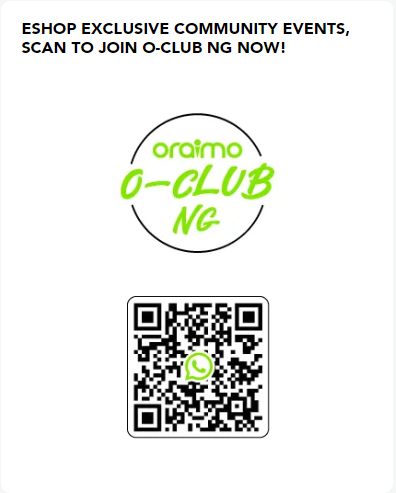 ESHOP EXCLUSIVE COMMUNITY EVENTS,
SCAN TO JOIN O-CLUB NG NOW!
oraimo
O-CLUB
NG